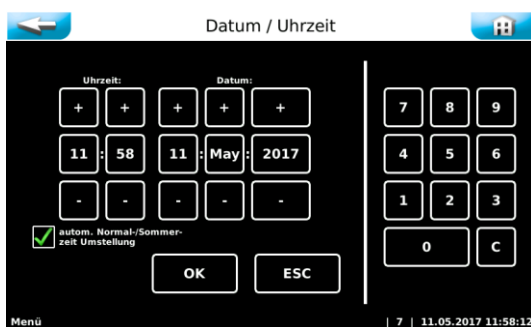 Datum / Uhrzeit
Uhrzeit: Datum:
+ + + + +
11 : 58 11 : May : 2017
- - - - -
autom. Normal-/Sommer-
zeit Umstellung
OK ESC
7 8 9
4 5 6
1 2 3
0 C
Menü | 7 | 11.05.2017 11:58:12